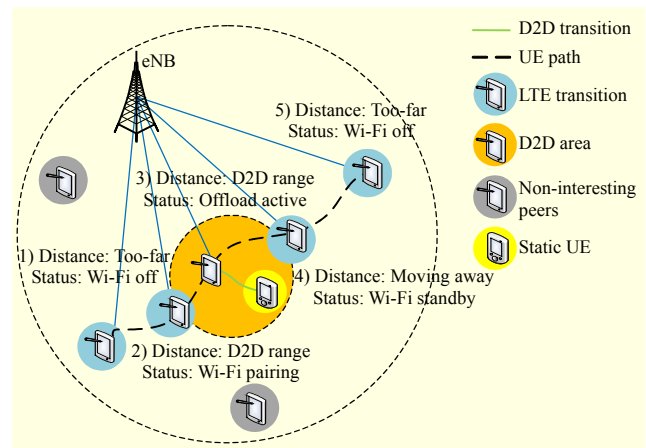 eNB
5) Distance: Too-far
Status: Wi-Fi off
3) Distance: D2D range
Status: Offload active
1) Distance: Too-far
Status: Wi-Fi off
4) Distance: Moving away
Status: Wi-Fi standby
2) Distance: D2D range
Status: Wi-Fi pairing
D2D transition
UE path
LTE transition
D2D area
Non-interesting
peers
Static UE